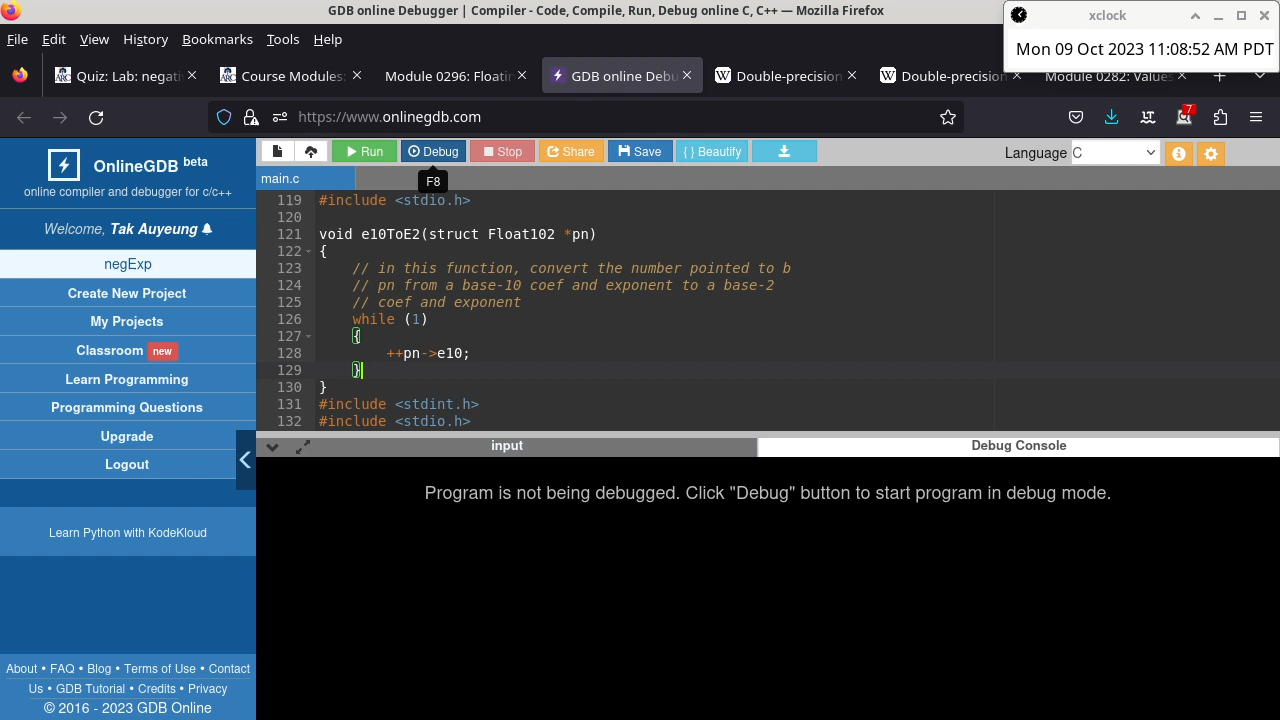 GDB online Debugger | Compiler - Code, Compile, Run, Debug online C, C++ — Mozilla Firefox
xclock
Mon 09 Oct 2023 11:08:52 AM PDT
File Edit View History Bookmarks Tools Help
Quiz: Lab: negati
Course Modules:
Module 0296: Floatin
GDB online Debu
Double-precision
Double-precision
Module 0282: Values
https://www.onlinegdb.com
7
OnlineGDB beta
online compiler and debugger for c/c++
Welcome, Tak Auyeung
negExp
Create New Project
My Projects
Classroom new
Learn Programming
Programming Questions
Upgrade
Logout
Learn Python with KodeKloud
About • FAQ • Blog • Terms of Use • Contact
Us • GDB Tutorial • Credits • Privacy
© 2016 - 2023 GDB Online
Run Debug Stop Share Save { } Beautify
Language C
main.c
F8
119 #include <stdio.h>
120
121 void e10ToE2(struct Float102 *pn)
122 {
123 // in this function, convert the number pointed to b
124 // pn from a base-10 coef and exponent to a base-2
125 // coef and exponent
126 while (1)
127 {
128 ++pn->e10;
129 }
130 }
131 #include <stdint.h>
132 #include <stdio.h>
input
Debug Console
Program is not being debugged. Click "Debug" button to start program in debug mode.